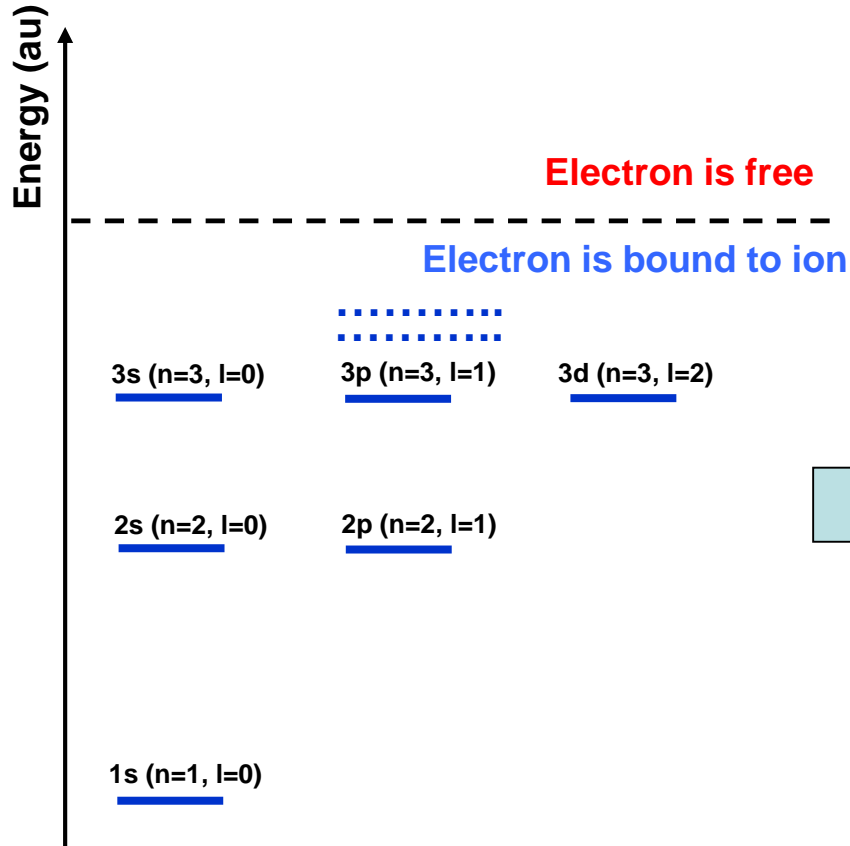 Energy (au)
Electron is free
Electron is bound to ion
3s (n=3, l=0)
3p (n=3, l=1)
3d (n=3, l=2)
2s (n=2, l=0)
2p (n=2, l=1)
1s (n=1, l=0)